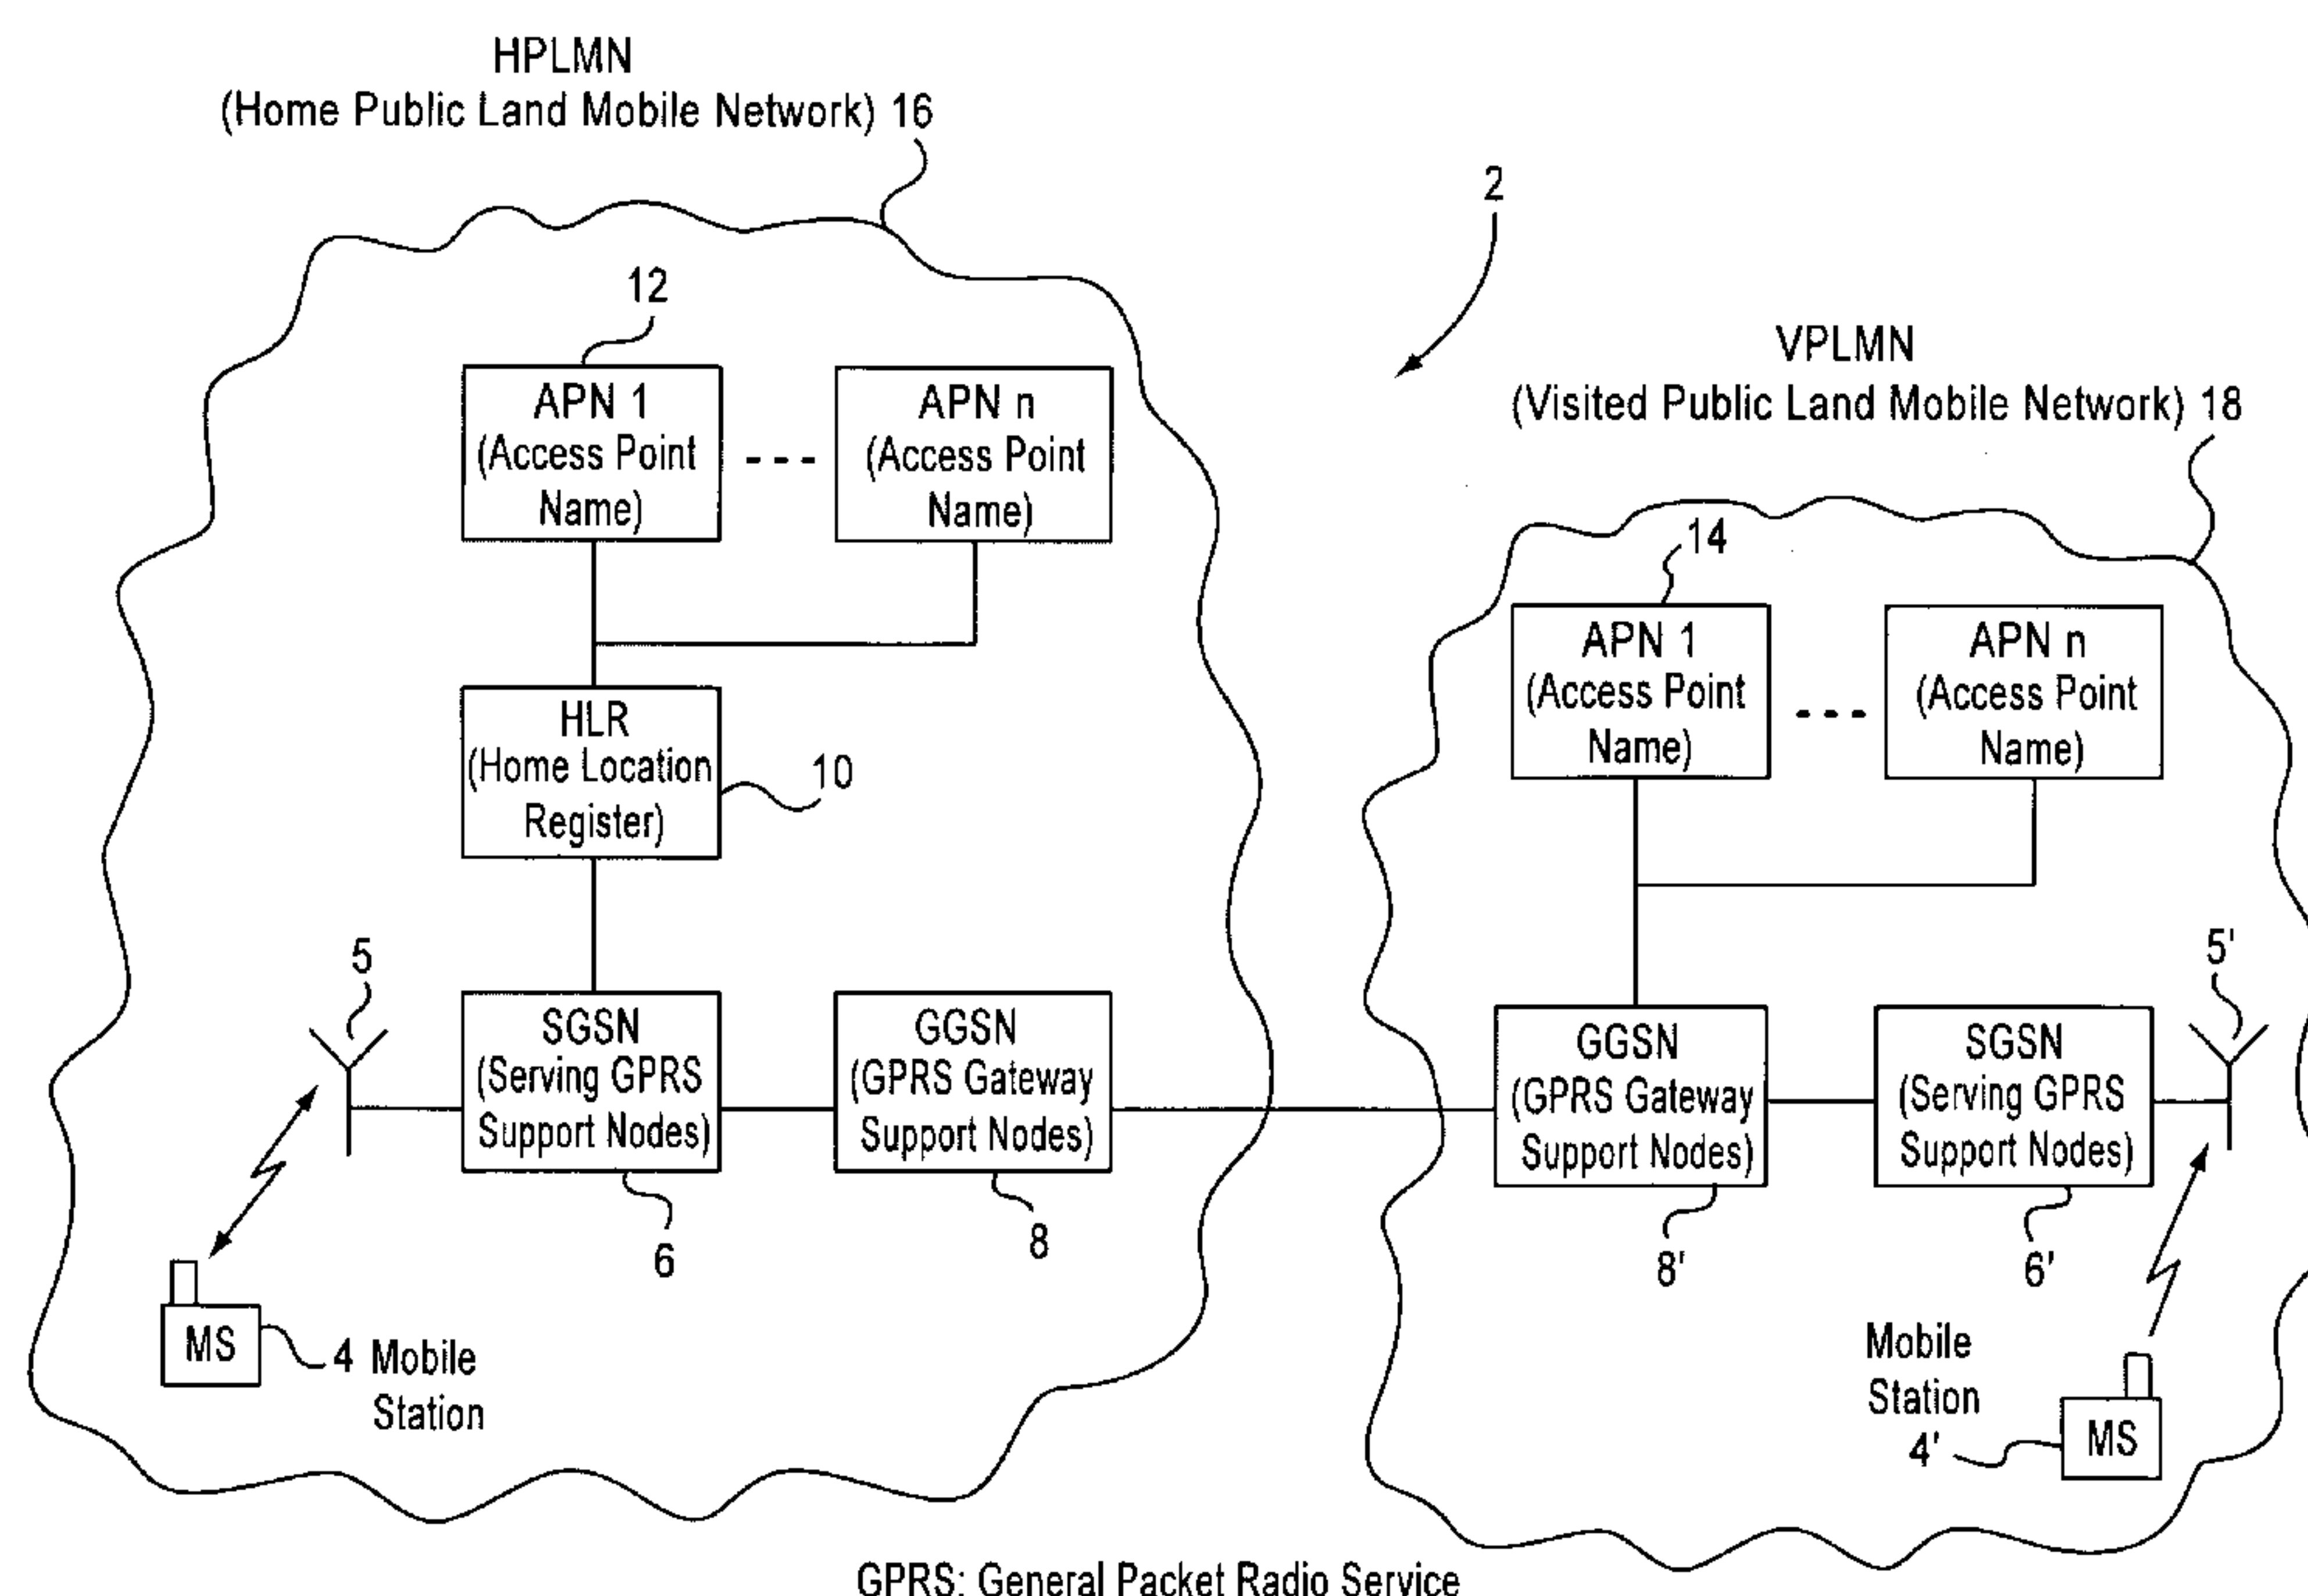 HPLMN
(Home Public Land Mobile Network) 16
2
12
VPLMN
(Visited Public Land Mobile Network) 18
APN 1
(Access Point
Name)
- - -
APN n
(Access Point
Name)
14
APN 1
(Access Point
Name)
- - -
APN n
(Access Point
Name)
HLR
(Home Location
Register)
10
5
SGSN
(Serving GPRS
Support Nodes)
6
GGSN
(GPRS Gateway
Support Nodes)
8
GGSN
(GPRS Gateway
Support Nodes)
8'
SGSN
(Serving GPRS
Support Nodes)
6'
5'
MS
4 Mobile
Station
Mobile
Station
4'
MS
GPRS: General Packet Radio Service